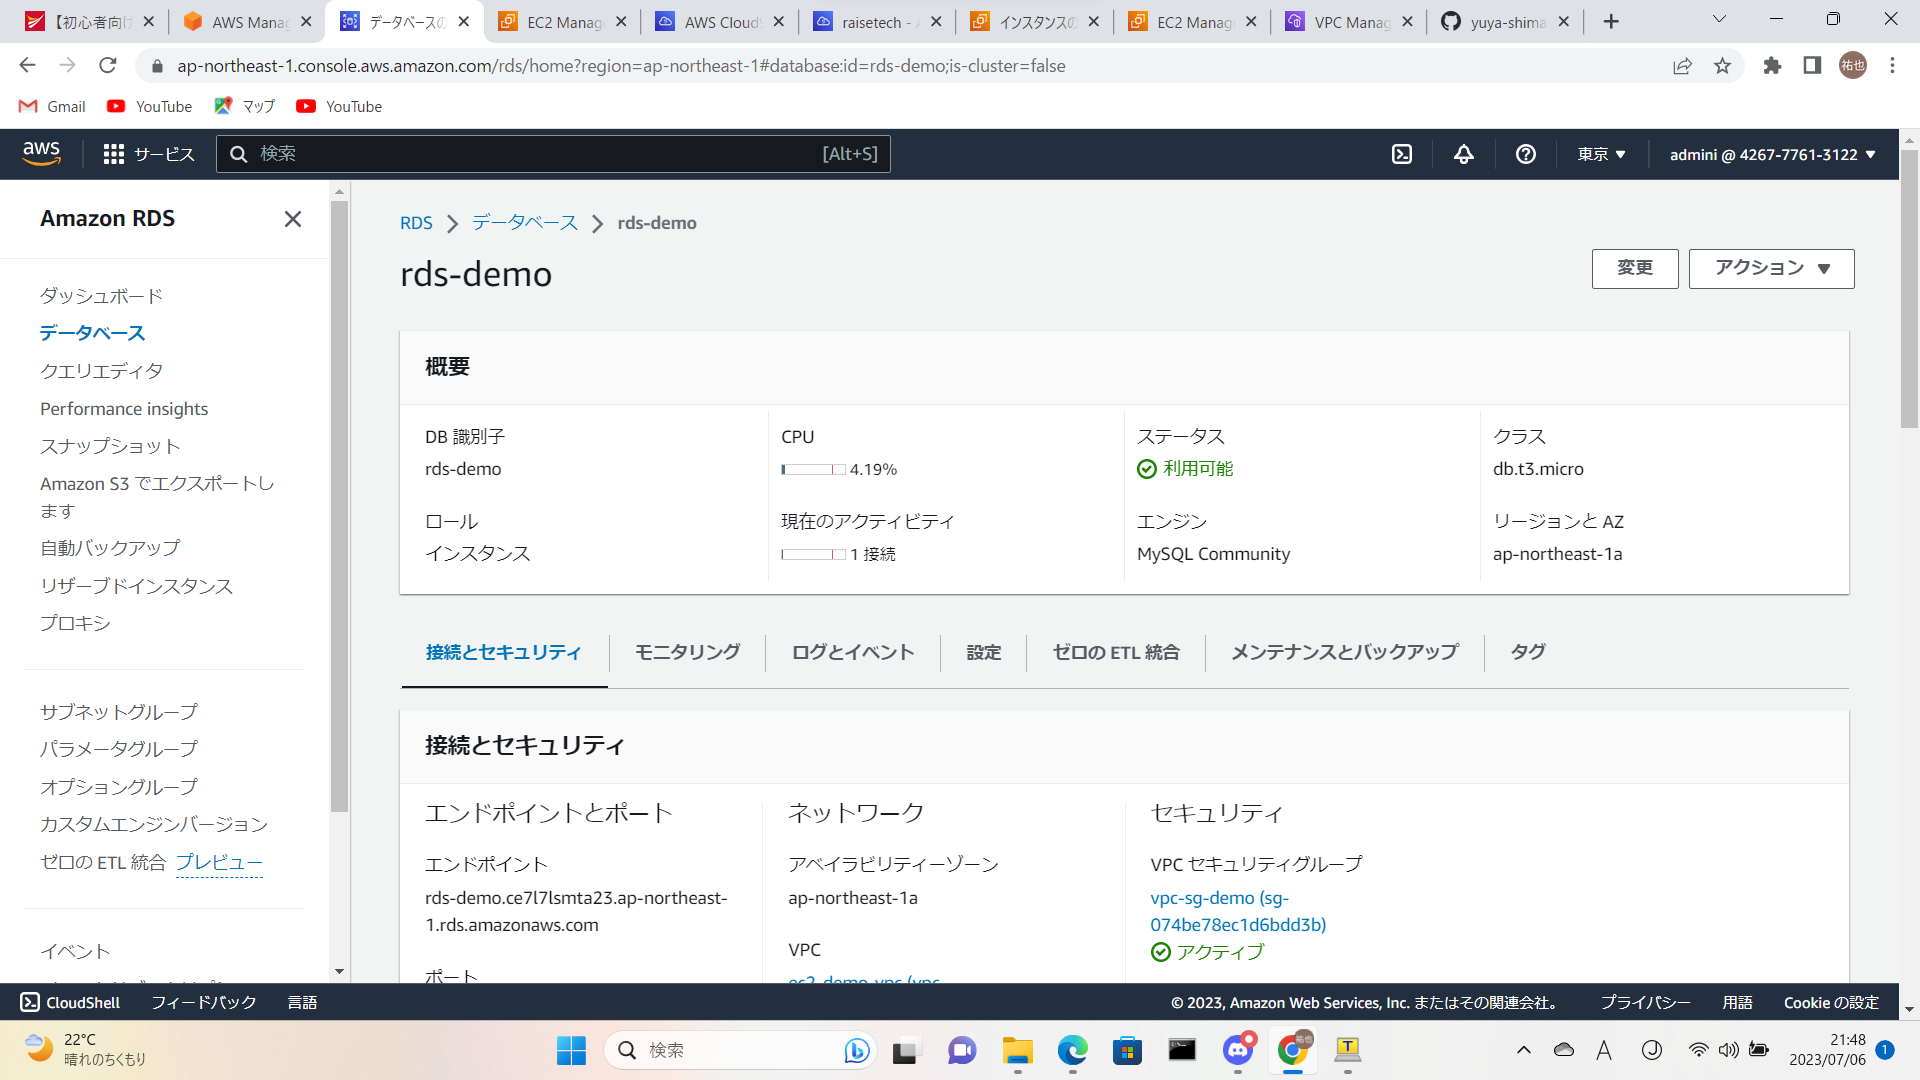 【初心者向け
AWS Manag
データベースの
EC2 Manag
AWS Clouds
raisetech - A
インスタンスの
EC2 Manag
VPC Manag
yuya-shima
ap-northeast-1.console.aws.amazon.com/rds/home?region=ap-northeast-1#database:id=rds-demo;is-cluster=false
祐也
Gmail
YouTube
マップ
YouTube
aws
サービス
検索
[Alt+S]
東京
admini @ 4267-7761-3122
Amazon RDS
ダッシュボード
データベース
クエリエディタ
Performance insights
スナップショット
Amazon S3 でエクスポートし
ます
自動バックアップ
リザーブドインスタンス
プロキシ
サブネットグループ
パラメータグループ
オプショングループ
カスタムエンジンバージョン
ゼロの ETL 統合 プレビュー
イベント
RDS
データベース
rds-demo
rds-demo
変更
アクション
概要
DB 識別子
rds-demo
CPU
4.19%
ステータス
利用可能
クラス
db.t3.micro
ロール
インスタンス
現在のアクティビティ
1 接続
エンジン
MySQL Community
リージョンと AZ
ap-northeast-1a
接続とセキュリティ
モニタリング
ログとイベント
設定
ゼロの ETL 統合
メンテナンスとバックアップ
タグ
接続とセキュリティ
エンドポイントとポート
エンドポイント
rds-demo.ce7l7lsmta23.ap-northeast-
1.rds.amazonaws.com
ポート
ネットワーク
アベイラビリティーゾーン
ap-northeast-1a
VPC
ec2-demo-vpc (vpc-
セキュリティ
VPC セキュリティグループ
vpc-sg-demo (sg-
074be78ec1d6bdd3b)
アクティブ
CloudShell
フィードバック
言語
© 2023, Amazon Web Services, Inc. またはその関連会社。
プライバシー
用語
Cookie の設定
22°C
晴れのちくもり
検索
A
J
21:48
2023/07/06
1